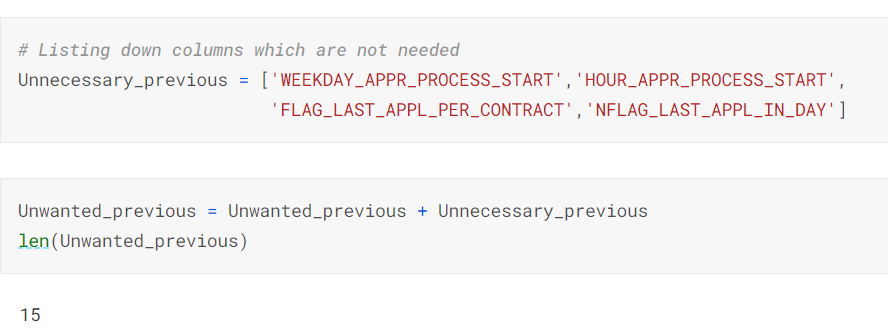 # Listing down columns which are not needed
Unnecessary_previous = ['WEEKDAY_APPR_PROCESS_START','HOUR_APPR_PROCESS_START',
'FLAG_LAST_APPL_PER_CONTRACT','NFLAG_LAST_APPL_IN_DAY']
Unwanted_previous = Unwanted_previous + Unnecessary_previous
len(Unwanted_previous)
15